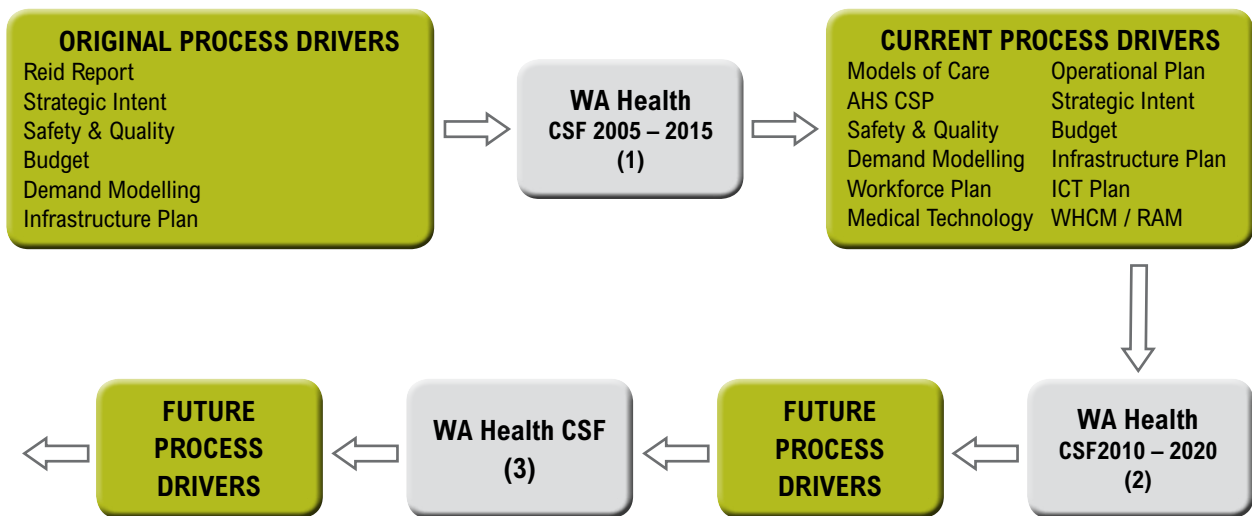 ORIGINAL PROCESS DRIVERS
Reid Report
Strategic Intent
Safety & Quality
Budget
Demand Modelling
Infrastructure Plan
WA Health
CSF 2005 – 2015
(1)
CURRENT PROCESS DRIVERS
Models of Care
AHS CSP
Safety & Quality
Demand Modelling
Workforce Plan
Medical Technology
Operational Plan
Strategic Intent
Budget
Infrastructure Plan
ICT Plan
WHCM / RAM
WA Health
CSF2010 – 2020
(2)
FUTURE
PROCESS
DRIVERS
WA Health CSF
(3)
FUTURE
PROCESS
DRIVERS